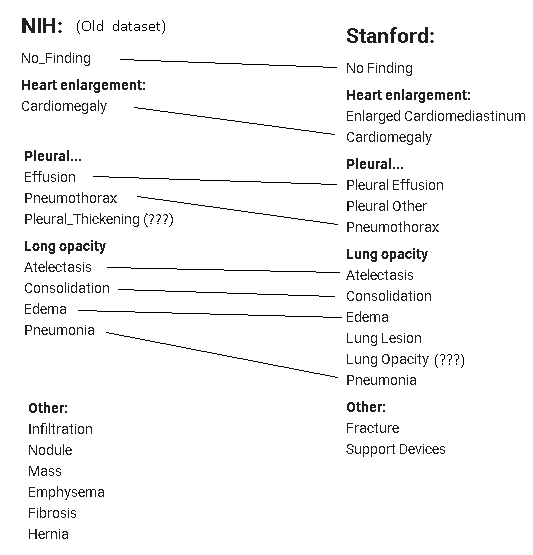 NIH: (Old dataset)
No_Finding
Heart enlargement:
Cardiomegaly
Pleural...
Effusion
Pneumothorax
Pleural_Thickening (???)
Long opacity
Atelectasis
Consolidation
Edema
Pneumonia
Other:
Infiltration
Nodule
Mass
Emphysema
Fibrosis
Hernia
Stanford:
No Finding
Heart enlargement:
Enlarged Cardiomediastinum
Cardiomegaly
Pleural...
Pleural Effusion
Pleural Other
Pneumothorax
Lung opacity
Atelectasis
Consolidation
Edema
Lung Lesion
Lung Opacity (???)
Pneumonia
Other:
Fracture
Support Devices